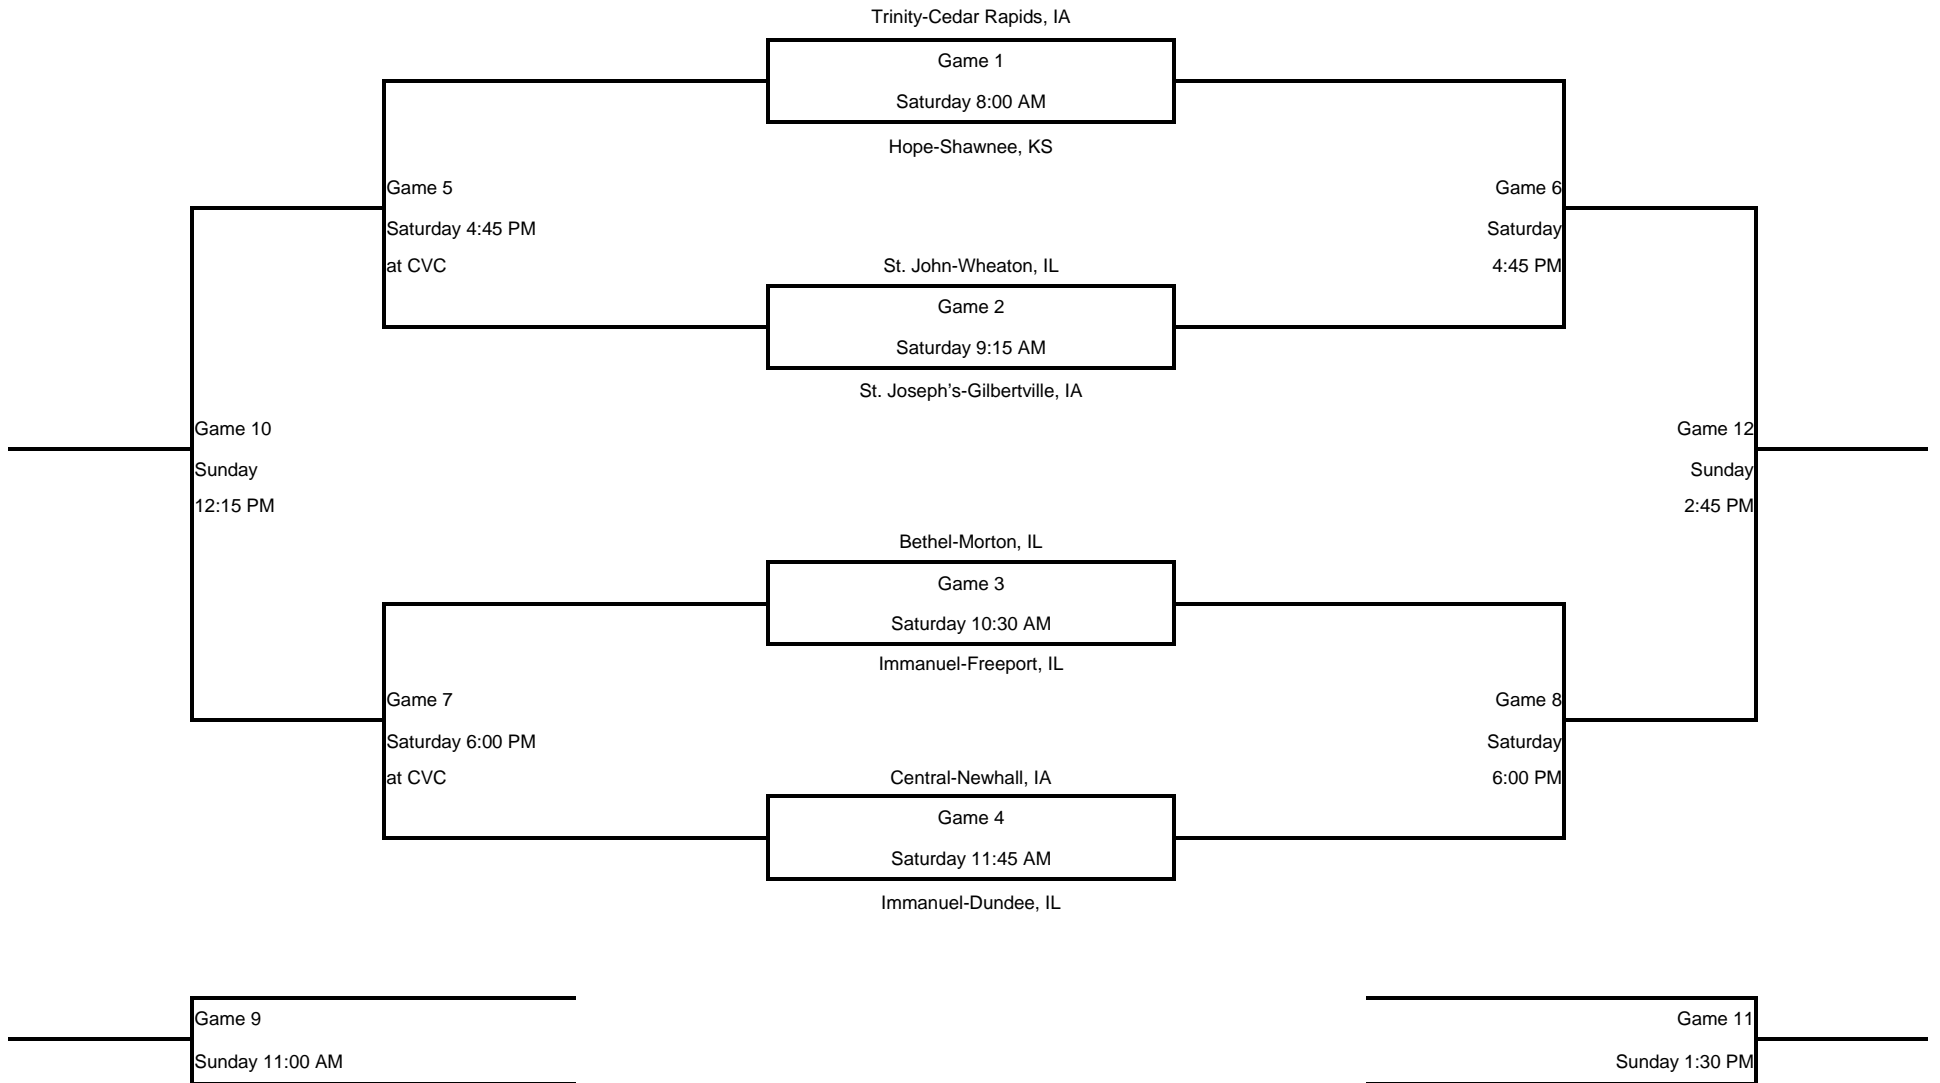 Trinity-Cedar Rapids, IA
Game 1
Saturday 8:00 AM
Hope-Shawnee, KS
Game 5
Saturday 4:45 PM
at CVC
Game 6
Saturday
4:45 PM
St. John-Wheaton, IL
Game 2
Saturday 9:15 AM
St. Joseph’s-Gilbertville, IA
Game 10
Sunday
12:15 PM
Game 12
Sunday
2:45 PM
Bethel-Morton, IL
Game 3
Saturday 10:30 AM
Immanuel-Freeport, IL
Game 7
Saturday 6:00 PM
at CVC
Game 8
Saturday
6:00 PM
Central-Newhall, IA
Game 4
Saturday 11:45 AM
Immanuel-Dundee, IL
Game 9
Sunday 11:00 AM
Game 11
Sunday 1:30 PM